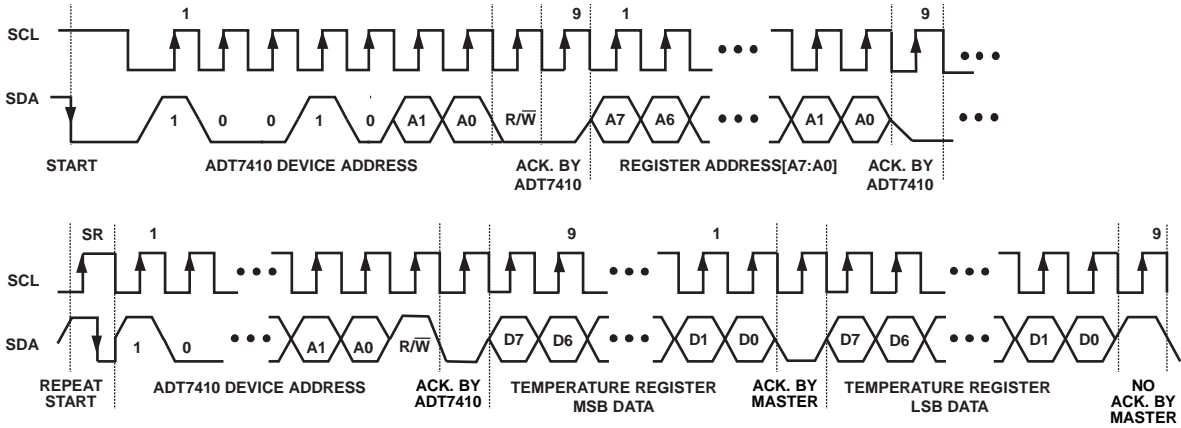 1 9 1 9
SCL
SDA
1 0 0 1 0 A1 A0 R/W̅ A7 A6 A1 A0
START ADT7410 DEVICE ADDRESS ACK. BY ADT7410 REGISTER ADDRESS[A7:A0] ACK. BY ADT7410
SR 1 9 1 9
SCL
SDA
1 0 A1 A0 R/W̅ D7 D6 D1 D0 D7 D6 D1 D0
REPEAT START ADT7410 DEVICE ADDRESS ACK. BY ADT7410 TEMPERATURE REGISTER MSB DATA ACK. BY MASTER TEMPERATURE REGISTER LSB DATA NO ACK. BY MASTER